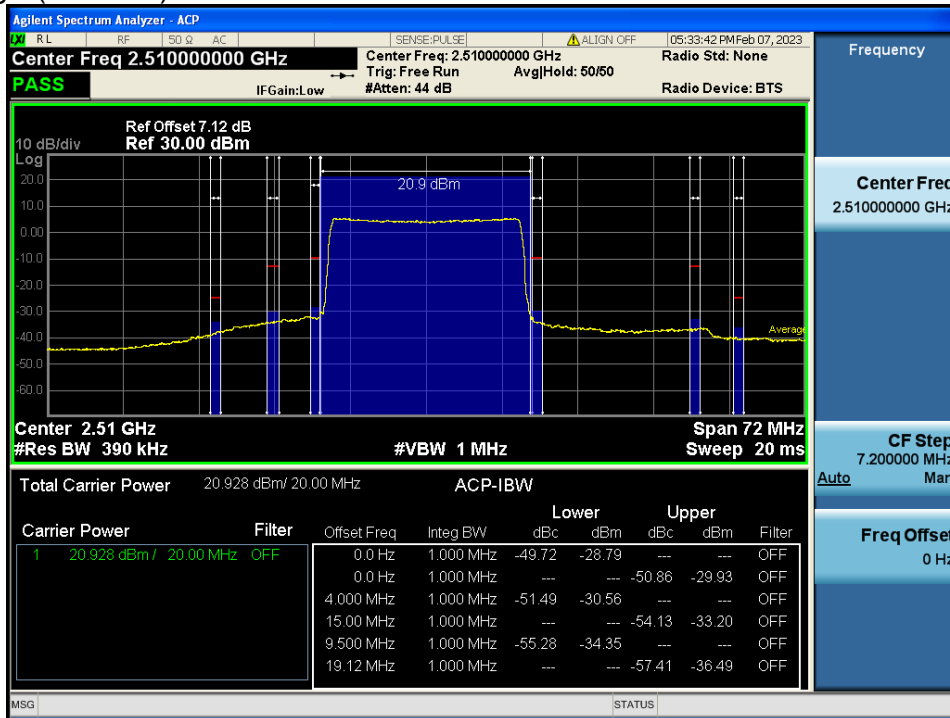 Agilent Spectrum Analyzer - ACP
LXI RL RF 50 Ω AC SENSE:PULSE ALIGN OFF 05:33:42 PM Feb 07, 2023
Center Freq 2.510000000 GHz
Center Freq: 2.510000000 GHz Radio Std: None
Trig: Free Run Avg|Hold: 50/50
PASS IFGain:Low #Atten: 44 dB Radio Device: BTS
Ref Offset 7.12 dB
10 dB/div Ref 30.00 dBm
Log
20.0
20.9 dBm
10.0
0.00
-10.0
-20.0
-30.0
-40.0 Average
-50.0
-60.0
Center 2.51 GHz Span 72 MHz
#Res BW 390 kHz #VBW 1 MHz Sweep 20 ms
Total Carrier Power 20.928 dBm/ 20.00 MHz ACP-IBW
Lower Upper
Carrier Power Filter Offset Freq Integ BW dBc dBm dBc dBm Filter
1 20.928 dBm / 20.00 MHz OFF 0.0 Hz 1.000 MHz -49.72 -28.79 --- --- OFF
0.0 Hz 1.000 MHz --- --- -50.86 -29.93 OFF
4.000 MHz 1.000 MHz -51.49 -30.56 --- --- OFF
15.00 MHz 1.000 MHz --- --- -54.13 -33.20 OFF
9.500 MHz 1.000 MHz -55.28 -34.35 --- --- OFF
19.12 MHz 1.000 MHz --- --- -57.41 -36.49 OFF
MSG STATUS
Frequency
Center Freq
2.510000000 GHz
CF Step
7.200000 MHz
Auto Man
Freq Offset
0 Hz